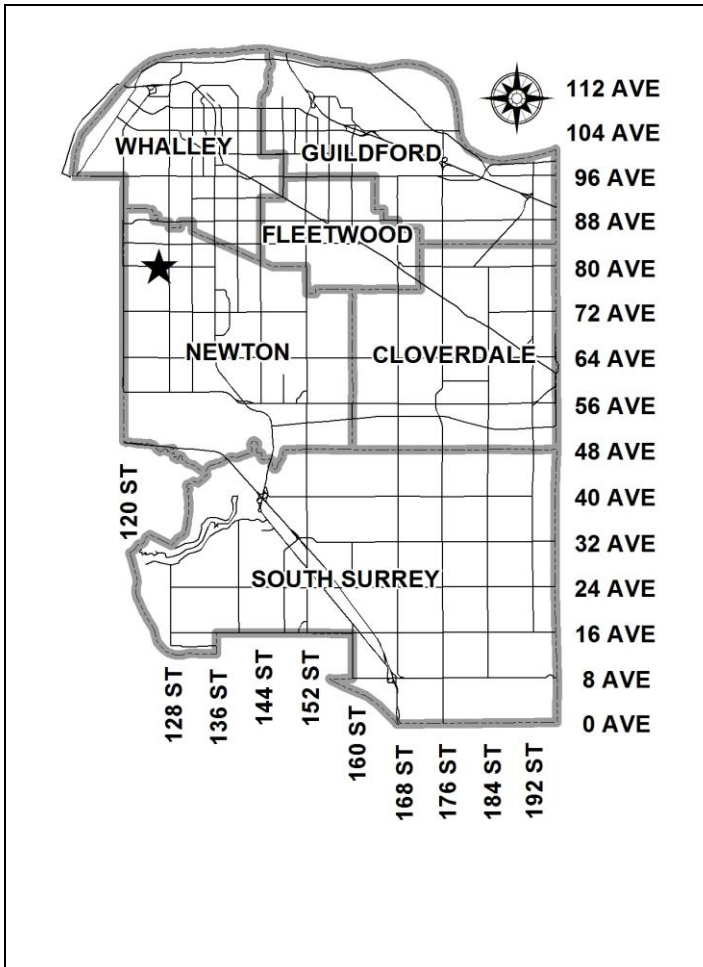 112 AVE
104 AVE
WHALLEY
GUILDFORD
96 AVE
88 AVE
FLEETWOOD
80 AVE
72 AVE
NEWTON
CLOVERDALE
64 AVE
56 AVE
48 AVE
120 ST
40 AVE
32 AVE
SOUTH SURREY
24 AVE
16 AVE
8 AVE
0 AVE
128 ST
136 ST
144 ST
152 ST
160 ST
168 ST
176 ST
184 ST
192 ST